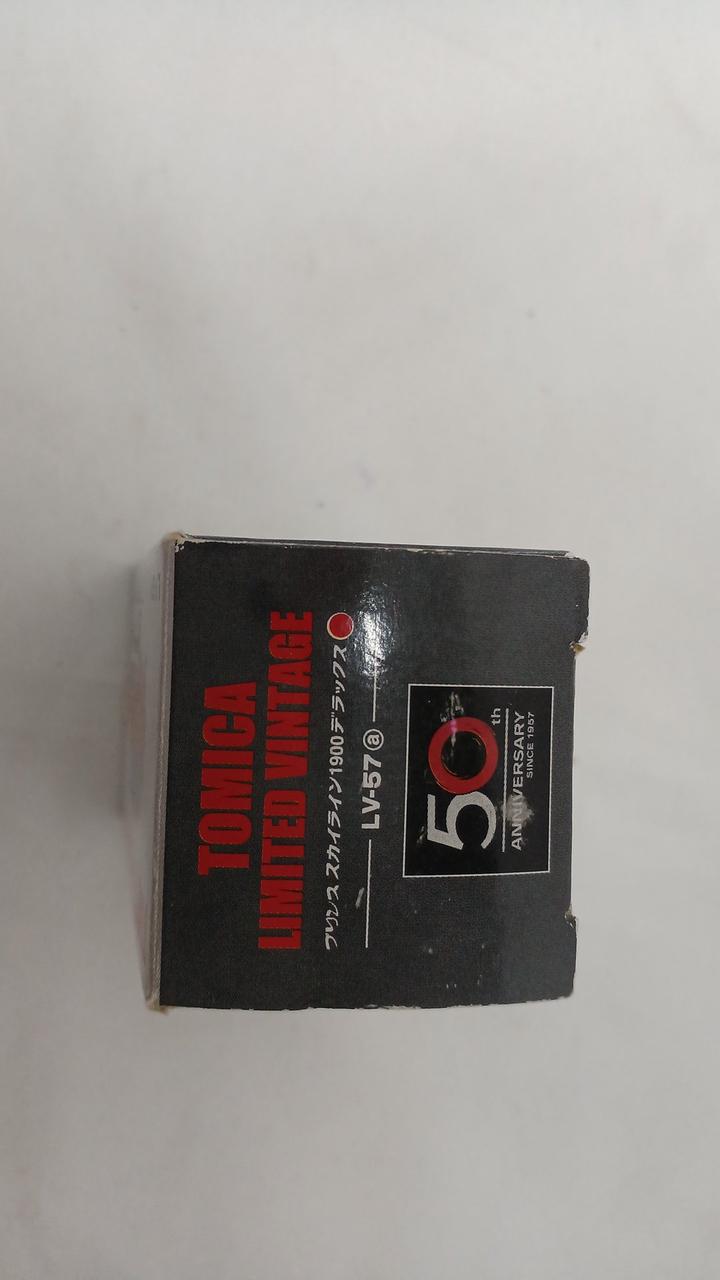 TOMICA
LIMITED VINTAGE
プリンス スカイライン1900デラックス
LV-57ⓐ
50th
ANNIVERSARY
SINCE 1957